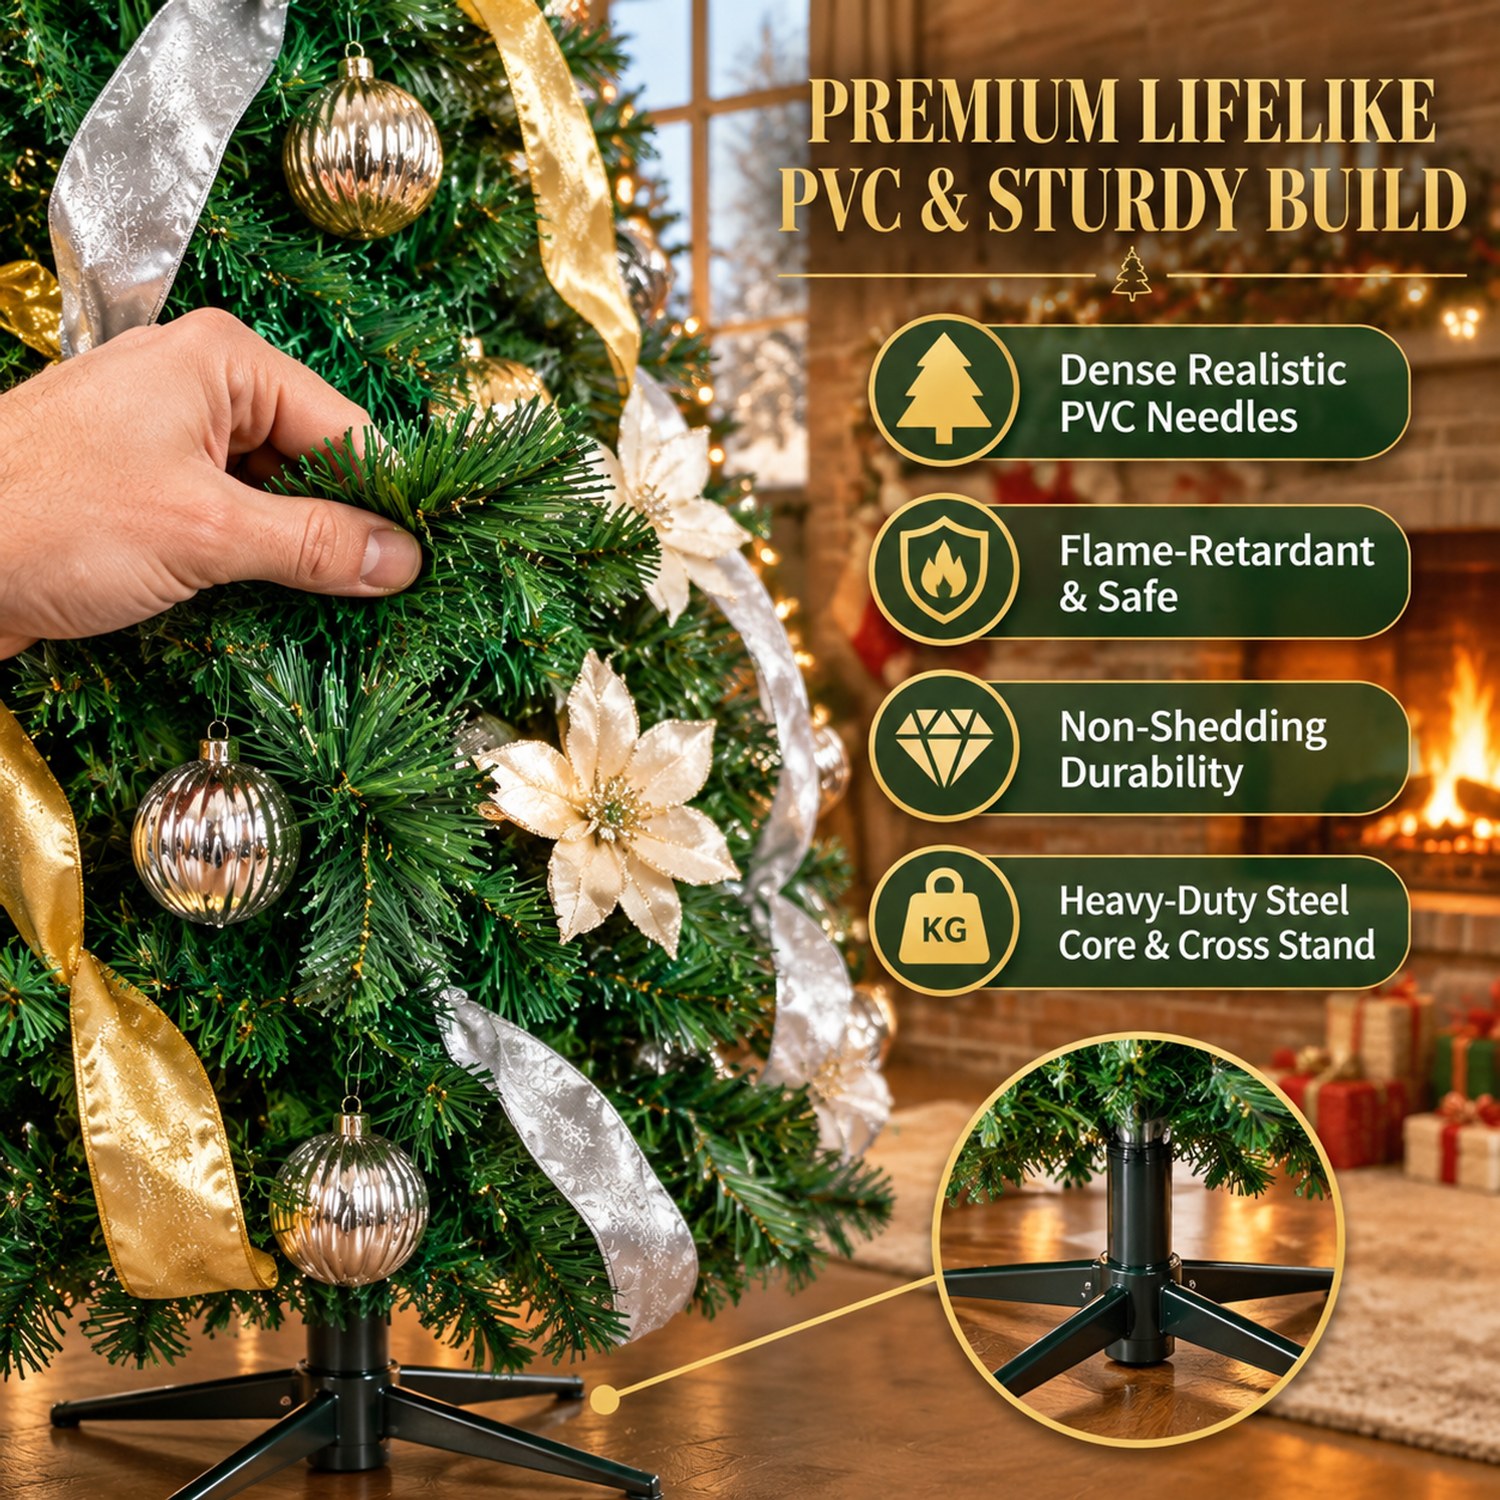 PREMIUM LIFELIKE
PVC & STURDY BUILD
Dense Realistic
PVC Needles
Flame-Retardant
& Safe
Non-Shedding
Durability
KG
Heavy-Duty Steel
Core & Cross Stand